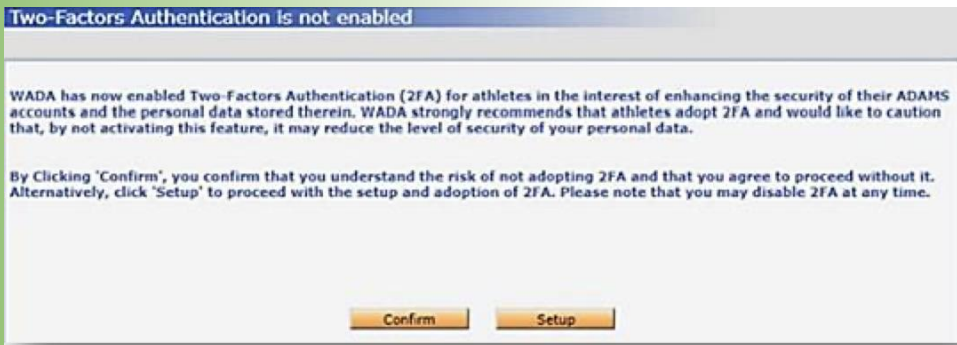 Two-Factors Authentication is not enabled
WADA has now enabled Two-Factors Authentication (2FA) for athletes in the interest of enhancing the security of their ADAMS
accounts and the personal data stored therein. WADA strongly recommends that athletes adopt 2FA and would like to caution
that, by not activating this feature, it may reduce the level of security of your personal data.
By Clicking 'Confirm', you confirm that you understand the risk of not adopting 2FA and that you agree to proceed without it.
Alternatively, click 'Setup' to proceed with the setup and adoption of 2FA. Please note that you may disable 2FA at any time.
Confirm Setup